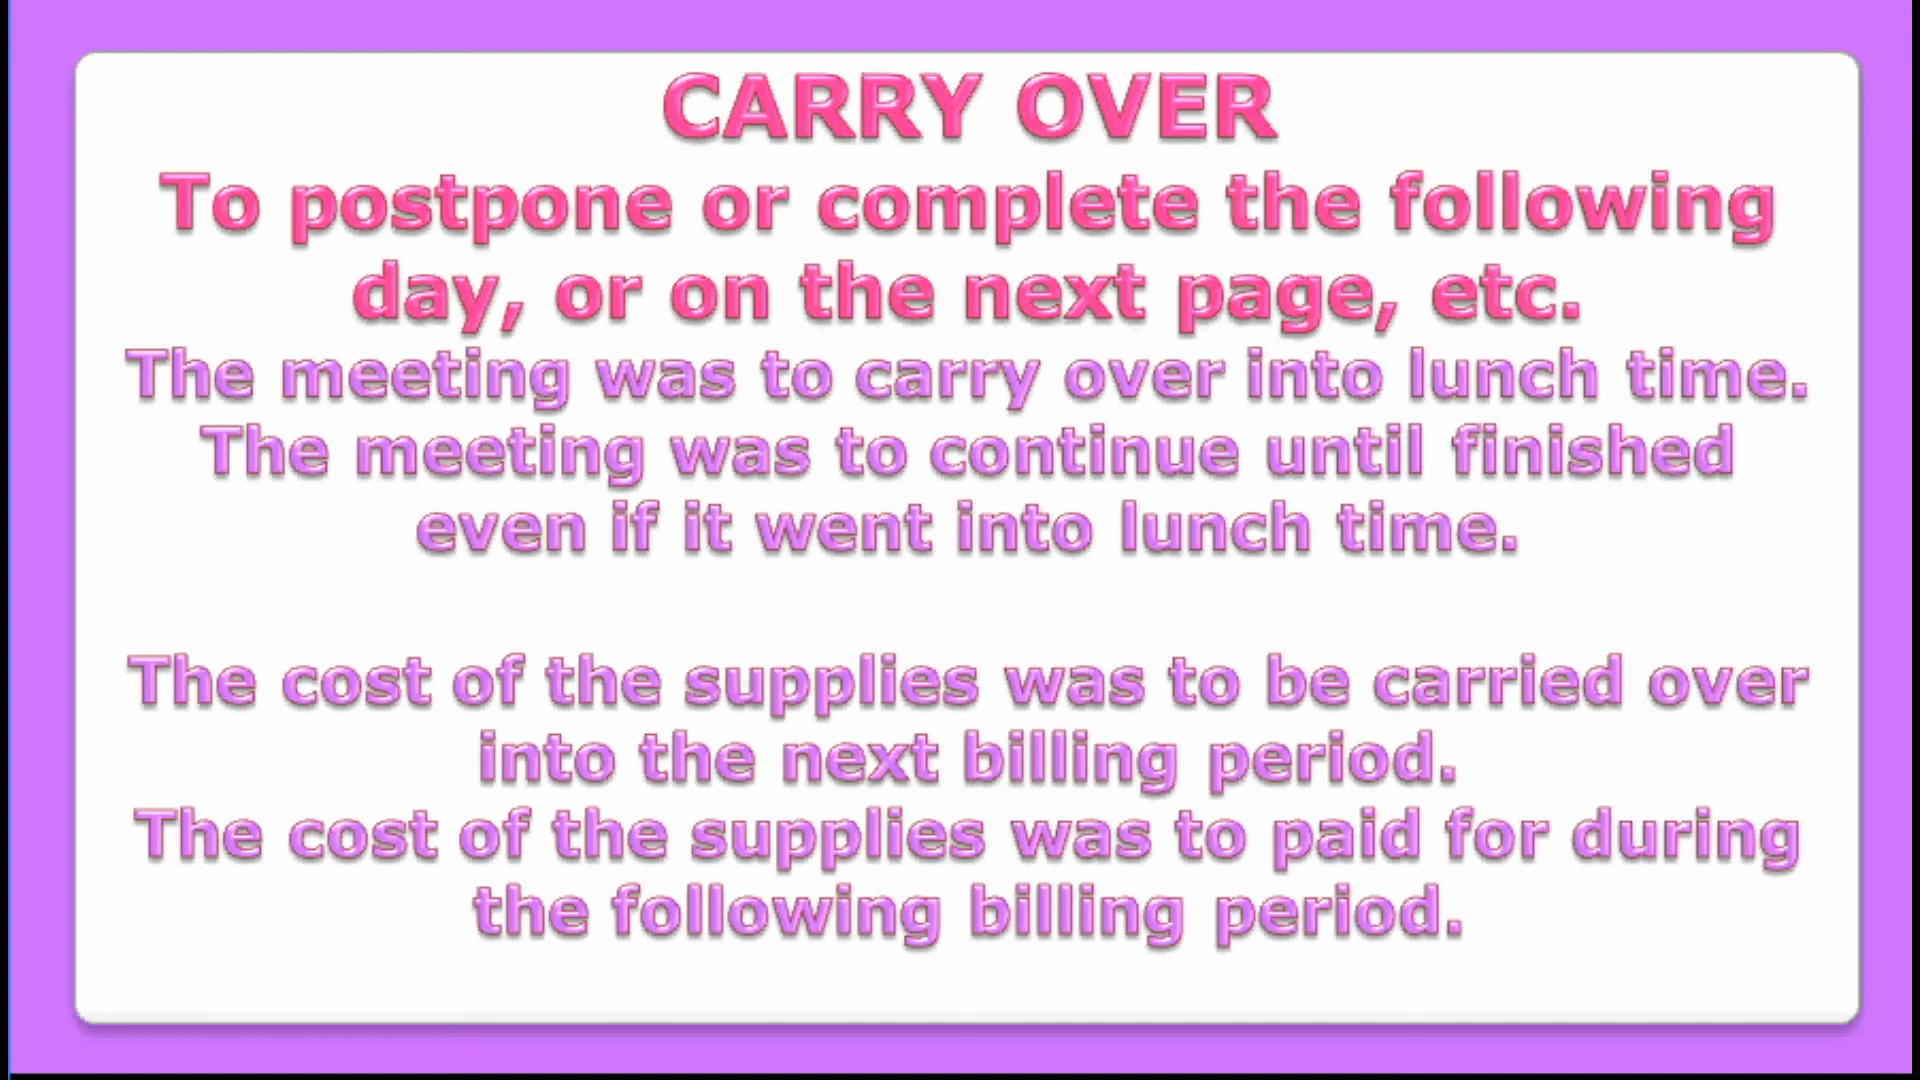 CARRY OVER
To postpone or complete the following
day, or on the next page, etc.
The meeting was to carry over into lunch time.
The meeting was to continue until finished
even if it went into lunch time.
The cost of the supplies was to be carried over
into the next billing period.
The cost of the supplies was to paid for during
the following billing period.